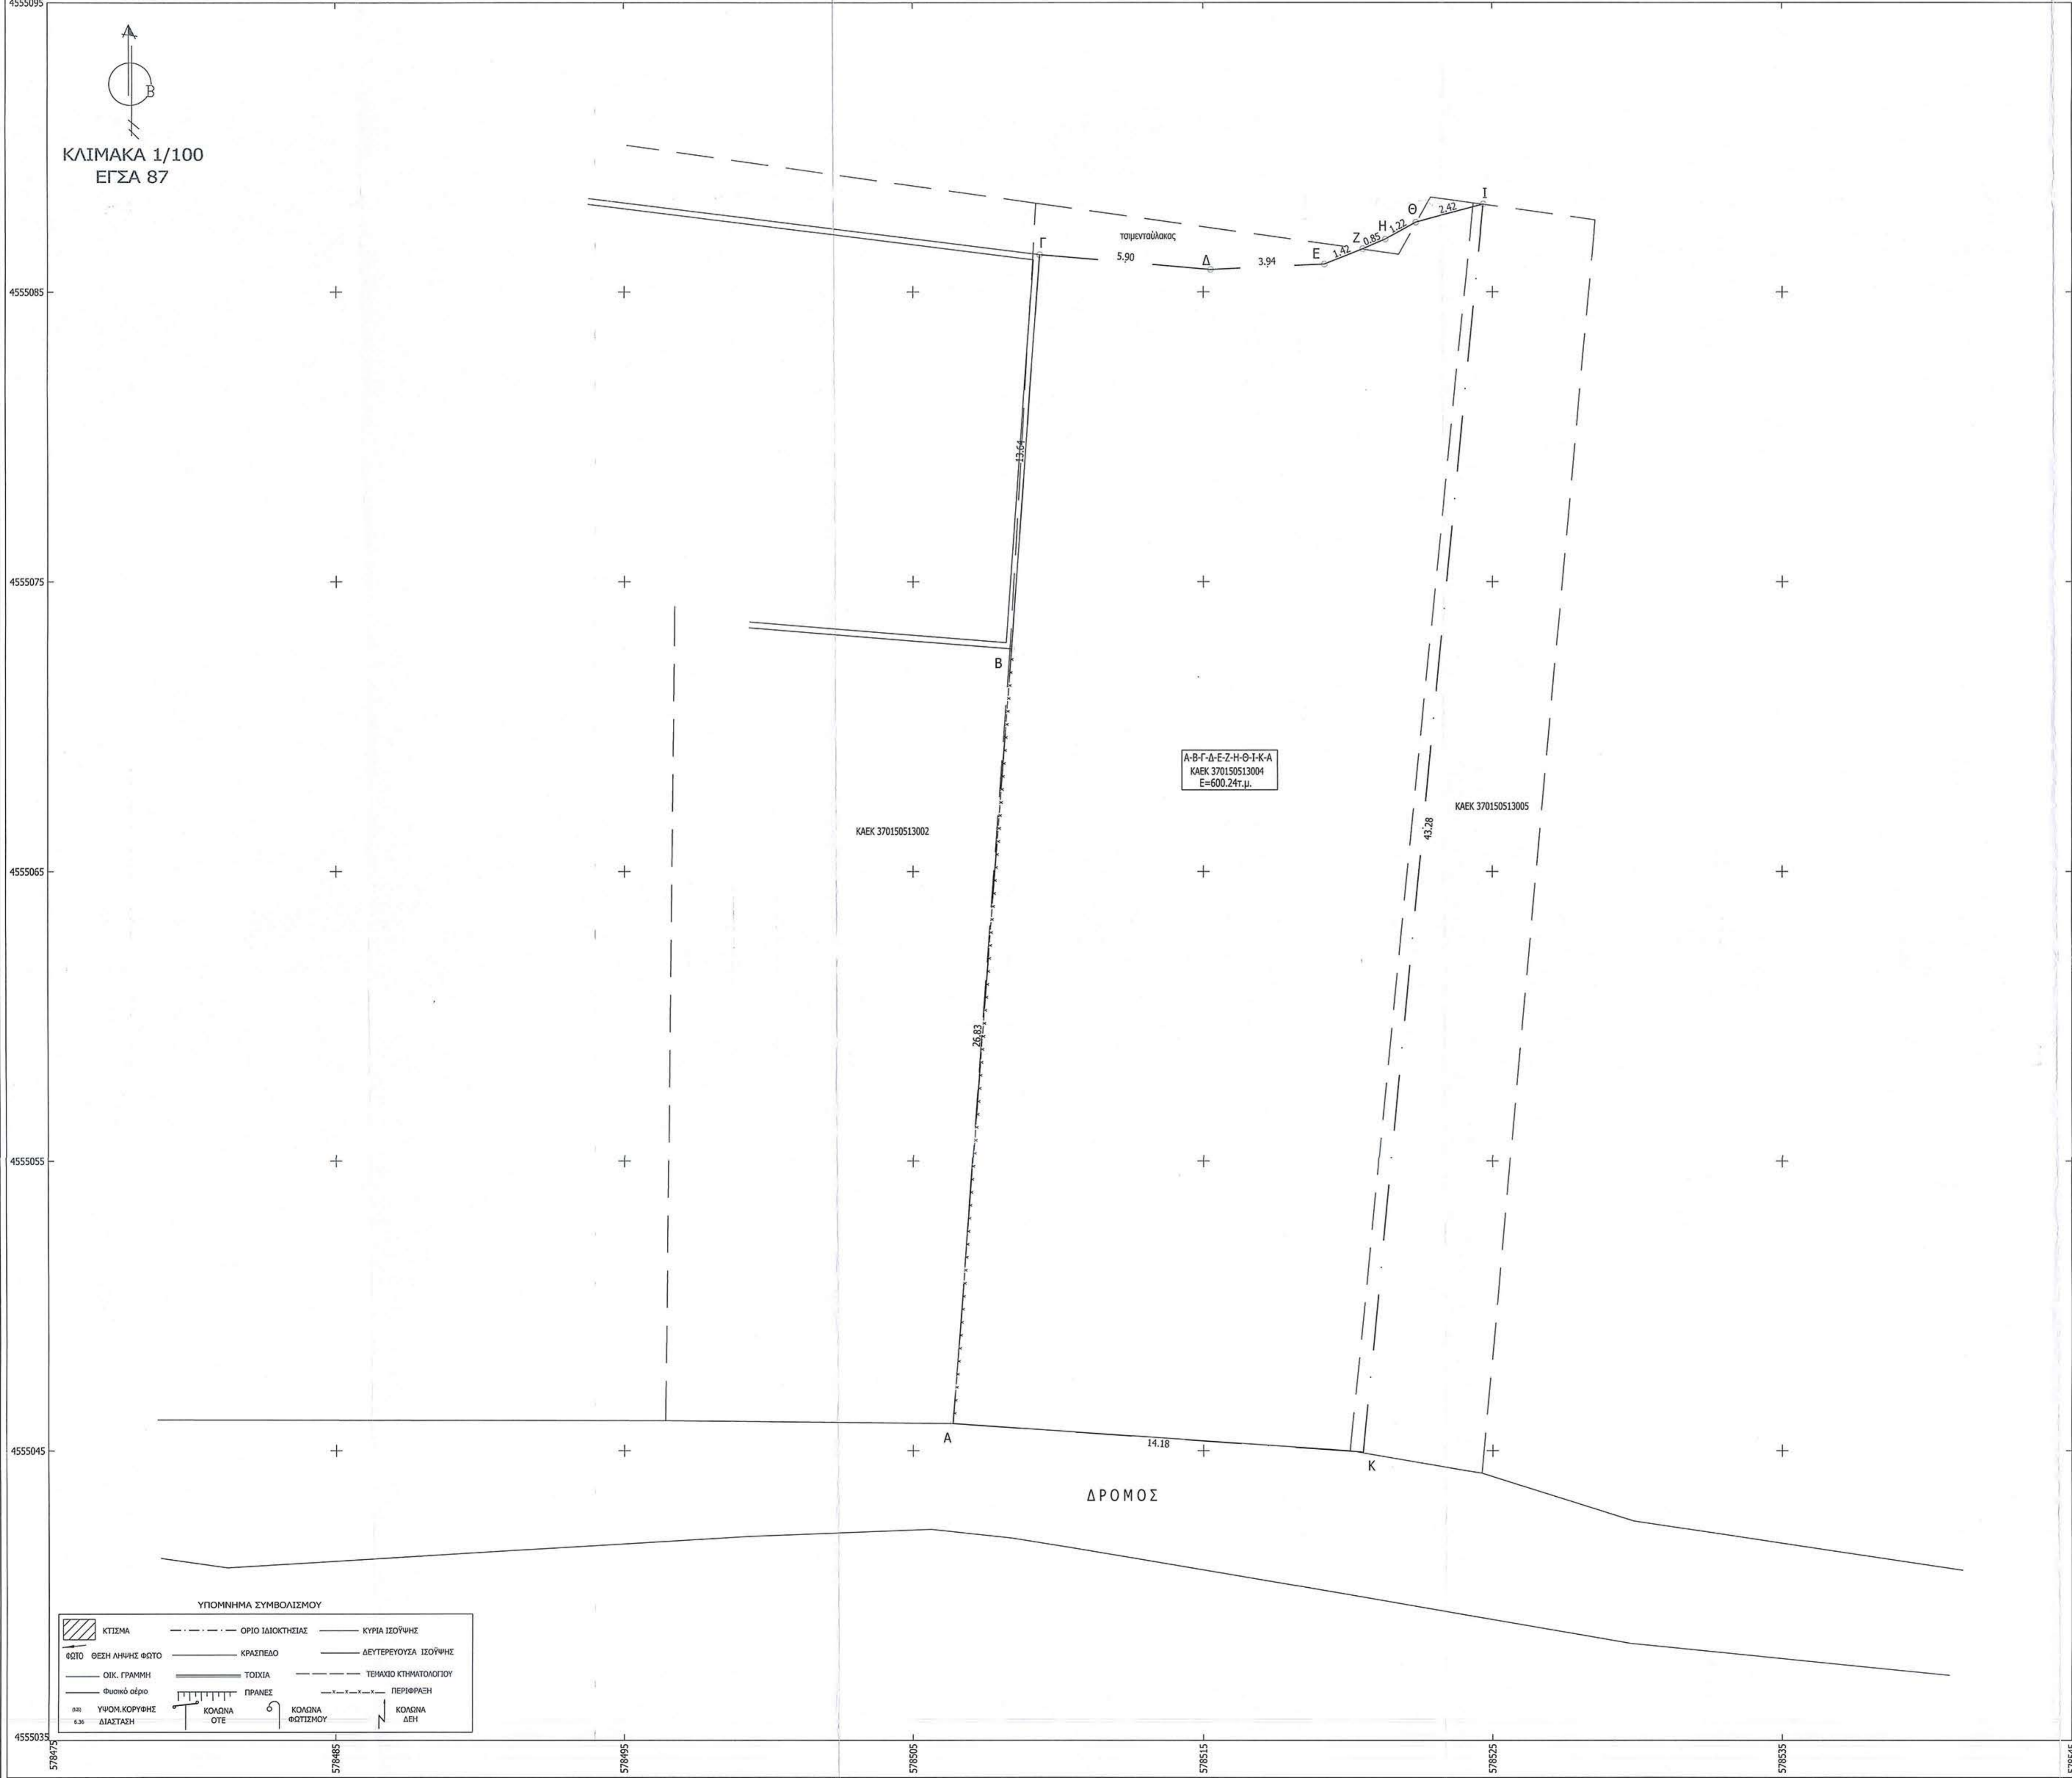 4555095
B
ΚΛΙΜΑΚΑ 1/100
ΕΓΣΑ 87
Ι
Θ
2.42
Η
1.22
Ζ
0.85
τσιμενταύλακας
Γ
5.90
Δ
3.94
Ε
1.42
4555085
13.64
4555075
Β
Α-Β-Γ-Δ-Ε-Ζ-Η-Θ-Ι-Κ-Α
ΚΑΕΚ 370150513004
Ε=600.24τ.μ.
ΚΑΕΚ 370150513005
ΚΑΕΚ 370150513002
43.28
4555065
26.83
4555055
4555045
Α
14.18
Κ
ΔΡΟΜΟΣ
ΥΠΟΜΝΗΜΑ ΣΥΜΒΟΛΙΣΜΟΥ
ΚΤΙΣΜΑ ΟΡΙΟ ΙΔΙΟΚΤΗΣΙΑΣ ΚΥΡΙΑ ΙΣΟΫΨΗΣ
ΦΩΤΟ ΘΕΣΗ ΛΗΨΗΣ ΦΩΤΟ ΚΡΑΣΠΕΔΟ ΔΕΥΤΕΡΕΥΟΥΣΑ ΙΣΟΫΨΗΣ
ΟΙΚ. ΓΡΑΜΜΗ ΤΟΙΧΙΑ ΤΕΜΑΧΙΟ ΚΤΗΜΑΤΟΛΟΓΙΟΥ
Φυσικό αέριο ΠΡΑΝΕΣ ΠΕΡΙΦΡΑΞΗ
ΥΨΟΜ.ΚΟΡΥΦΗΣ ΚΟΛΩΝΑ ΟΤΕ ΚΟΛΩΝΑ ΦΩΤΙΣΜΟΥ ΚΟΛΩΝΑ ΔΕΗ
6.36 ΔΙΑΣΤΑΣΗ
4555035
578475
578485
578495
578505
578515
578525
578535